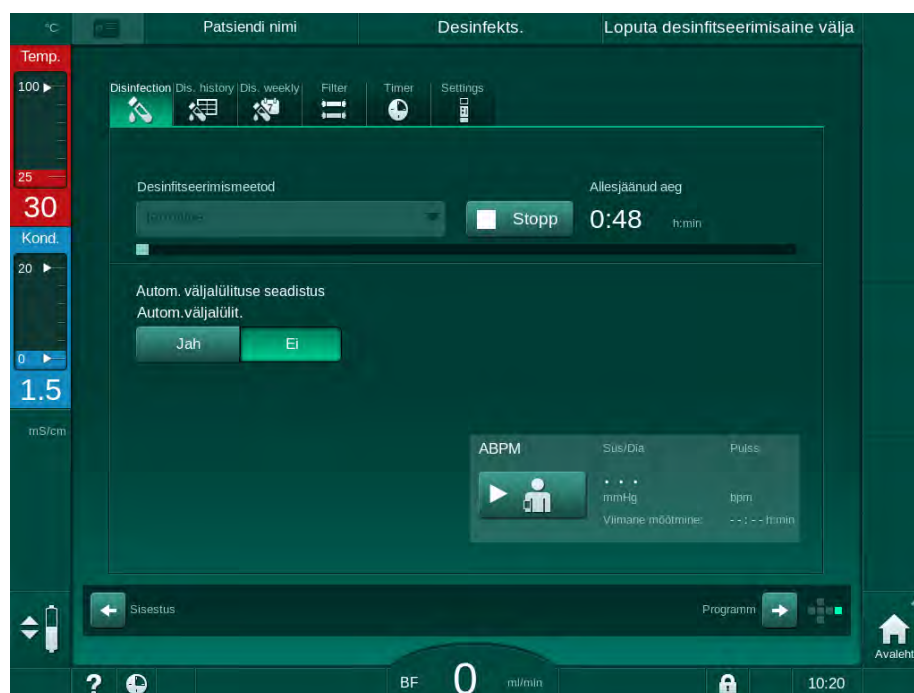 °C Patsiendi nimi Desinfekts. Loputa desinfitseerimisaine välja
Temp.
100
25
30
Kond.
20
0
1.5
mS/cm
Disinfection Dis. history Dis. weekly Filter Timer Settings
7
Desinfitseerimismeetod Allesjäänud aeg
Stopp 0:48 h:min
Autom. väljalülituse seadistus
Autom.väljalülit.
Jah Ei
ABPM Süs/Dia Pulss
. . .
mmHg bpm
Viimane mõõtmine: --:-- h:min
Sisestus Programm
Avaleht
? BF 0 ml/min 10:20